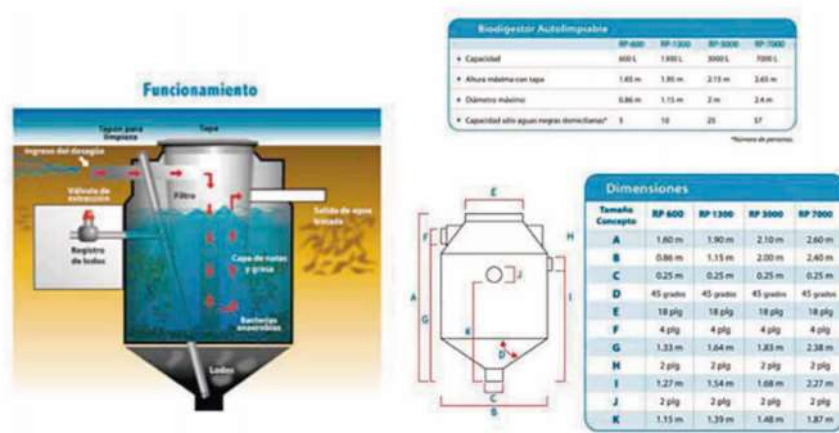 Funcionamiento
Tapón para limpieza
Tapa
Ingreso del desagüe
Válvula de extracción
Filtro
Salida de agua tratada
Registro de lodos
Capa de natas y grasa
Bacterias anaerobias
Lodos
Biodigestor Autolimpiable
RP-600 RP-1300 RP-3000 RP-7000
Capacidad 600 L 1300 L 3000 L 7000 L
Altura máxima con tapa 1.65 m 1.95 m 2.15 m 2.65 m
Diámetro máximo 0.86 m 1.15 m 2 m 2.4 m
Capacidad sólo aguas negras domiciliarias* 5 10 25 57
*Número de personas.
E
F
H
A
J
I
G
K
D
C
B
Dimensiones
Tamaño Concepto RP 600 RP 1300 RP 3000 RP 7000
A 1.60 m 1.90 m 2.10 m 2.60 m
B 0.86 m 1.15 m 2.00 m 2.40 m
C 0.25 m 0.25 m 0.25 m 0.25 m
D 45 grados 45 grados 45 grados 45 grados
E 18 plg 18 plg 18 plg 18 plg
F 4 plg 4 plg 4 plg 4 plg
G 1.33 m 1.64 m 1.83 m 2.38 m
H 2 plg 2 plg 2 plg 2 plg
I 1.27 m 1.54 m 1.68 m 2.27 m
J 2 plg 2 plg 2 plg 2 plg
K 1.15 m 1.39 m 1.48 m 1.87 m